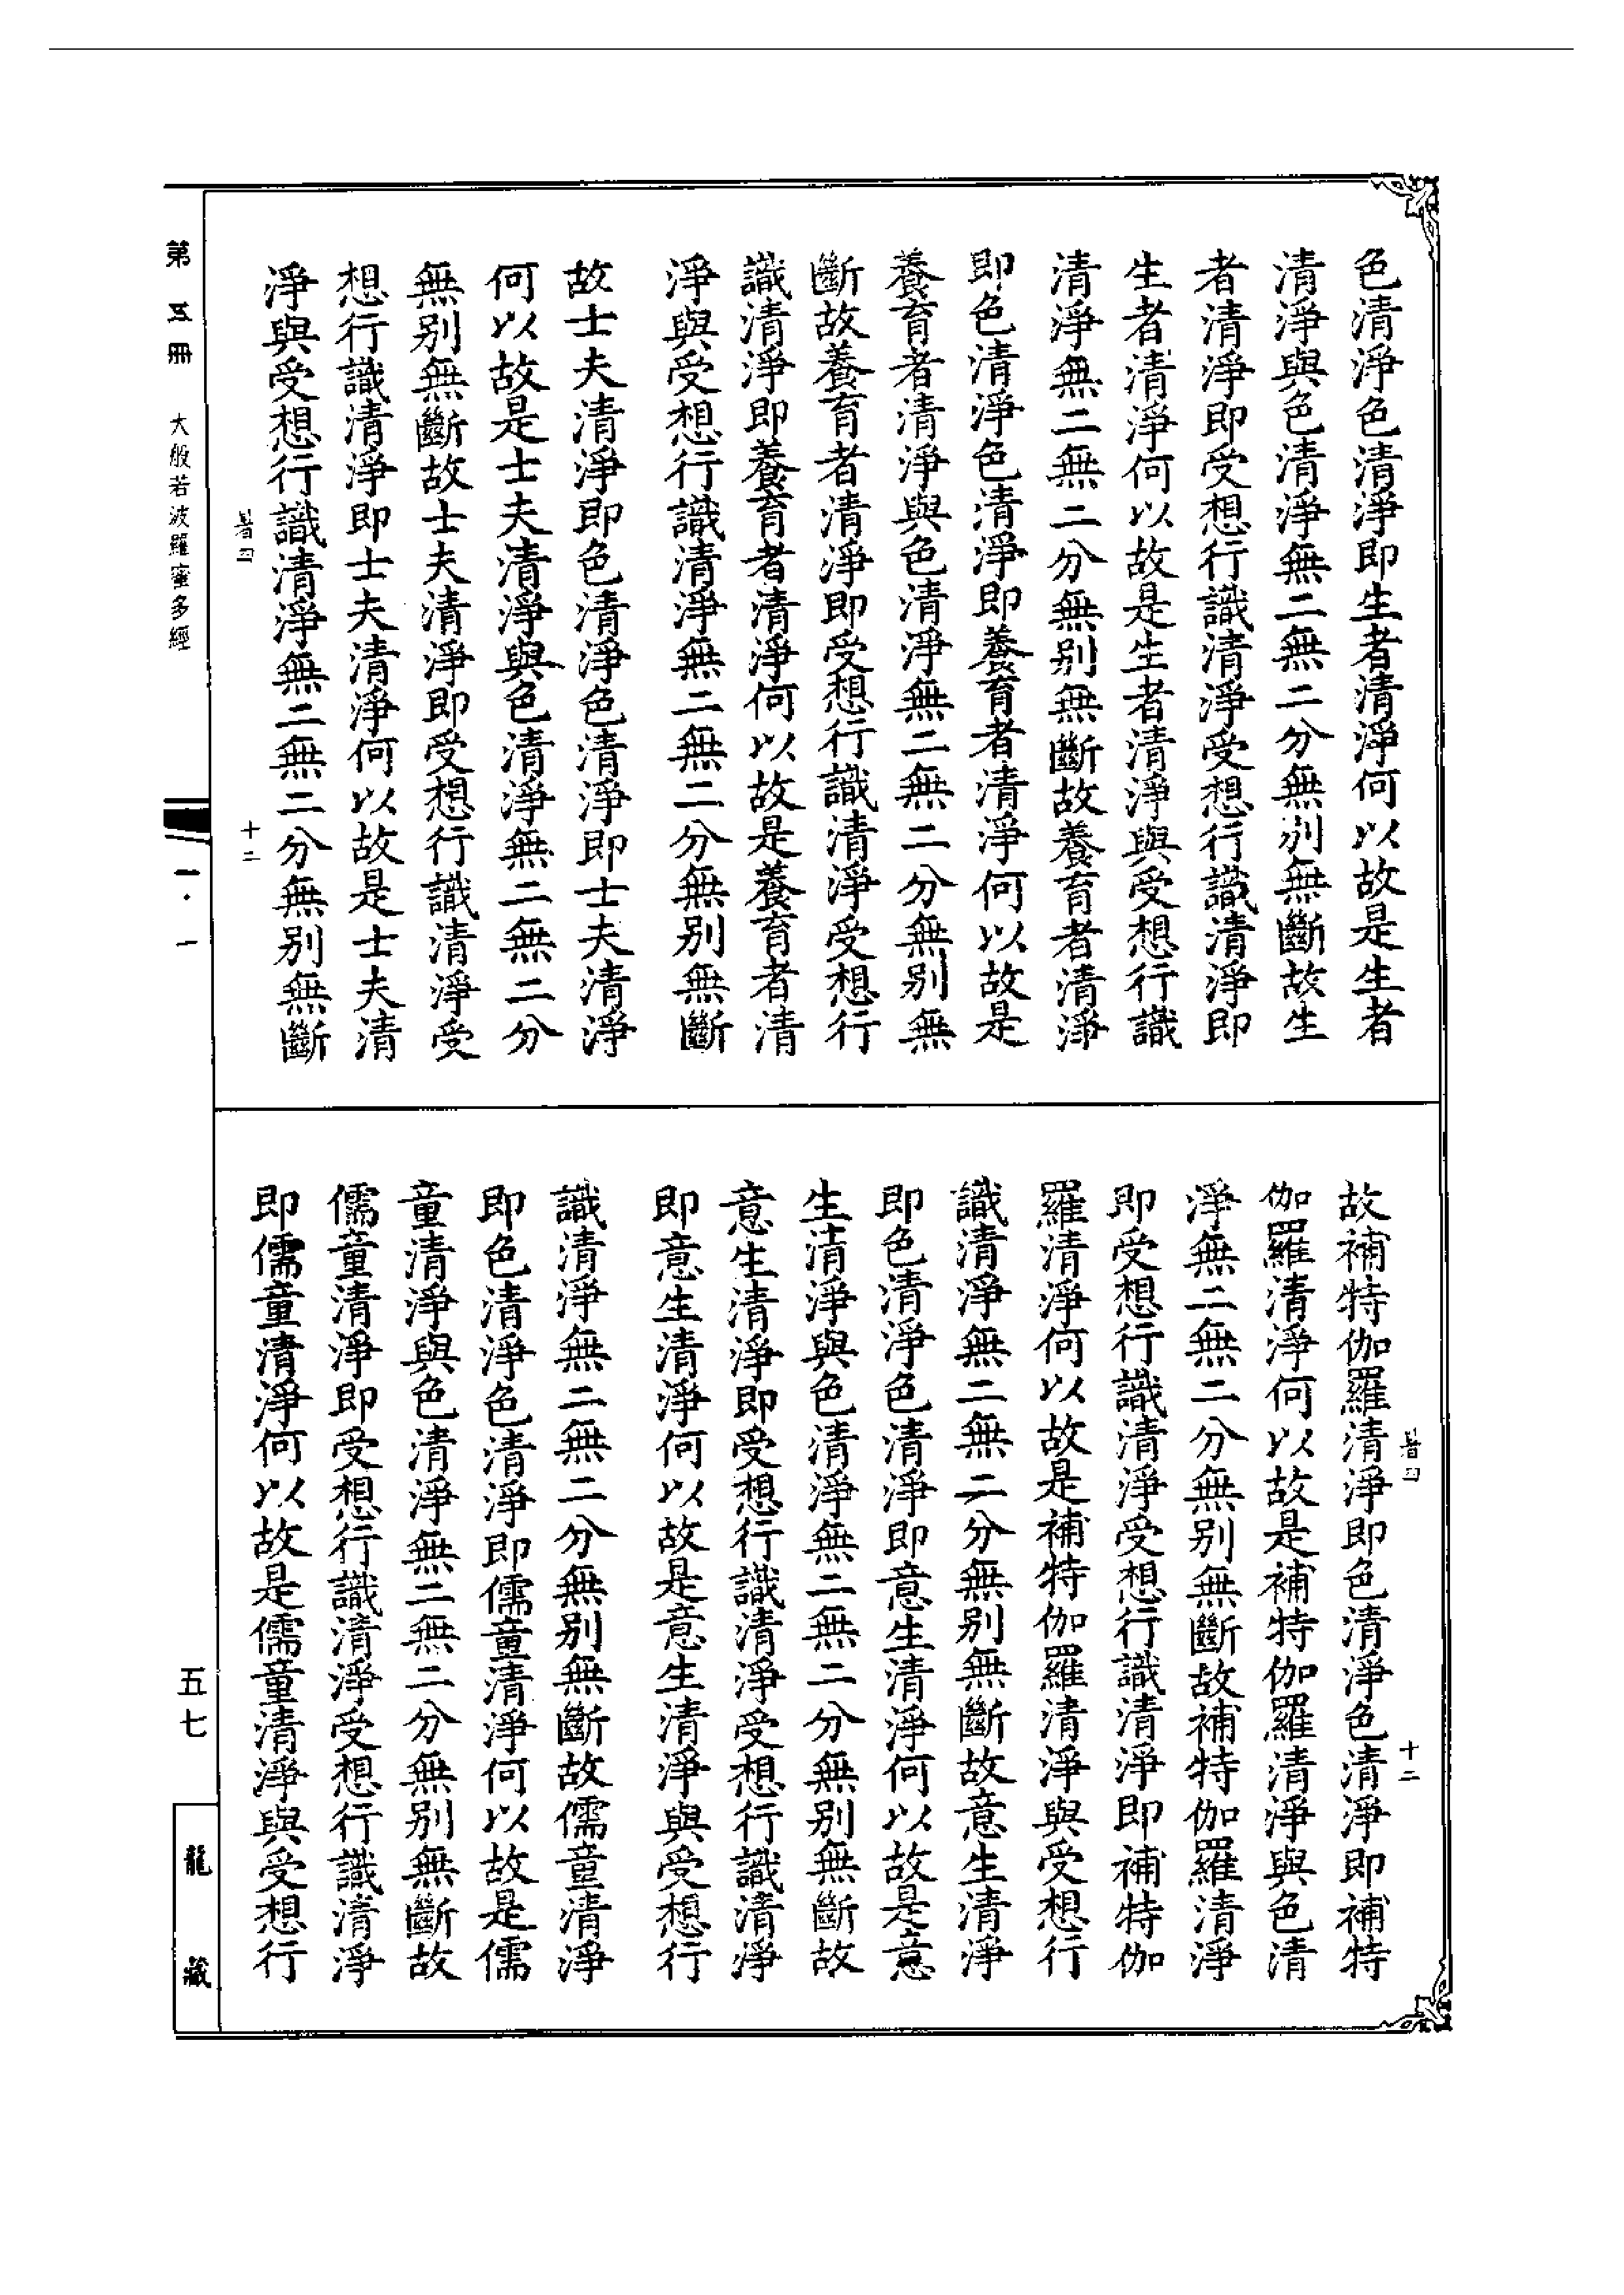 色清淨色清淨即生者清淨何以故是生者
清淨與色清淨無二無二分無別無斷故生
者清淨即受想行識清淨受想行識清淨即
生者清淨何以故是生者清淨與受想行識
清淨無二無二分無別無斷故養育者清淨
即色清淨色清淨即養育者清淨何以故是
養育者清淨與色清淨無二無二分無別無
斷故養育者清淨即受想行識清淨受想行
識清淨即養育者清淨何以故是養育者清
淨與受想行識清淨無二無二分無別無斷
故士夫清淨即色清淨色清淨即士夫清淨
何以故是士夫清淨與色清淨無二無二分
無別無斷故士夫清淨即受想行識清淨受
想行識清淨即士夫清淨何以故是士夫清
淨與受想行識清淨無二無二分無別無斷
暑四 十二
故補特伽羅清淨即色清淨色清淨即補特
伽羅清淨何以故是補特伽羅清淨與色清
淨無二無二分無別無斷故補特伽羅清淨
即受想行識清淨受想行識清淨即補特伽
羅清淨何以故是補特伽羅清淨與受想行
識清淨無二無二分無別無斷故意生清淨
即色清淨色清淨即意生清淨何以故是意
生清淨與色清淨無二無二分無別無斷故
意生清淨即受想行識清淨受想行識清淨
即意生清淨何以故是意生清淨與受想行
識清淨無二無二分無別無斷故儒童清淨
即色清淨色清淨即儒童清淨何以故是儒
童清淨與色清淨無二無二分無別無斷故
儒童清淨即受想行識清淨受想行識清淨
即儒童清淨何以故是儒童清淨與受想行
暑四 十二
第五冊 大般若波羅蜜多經 一·一 五七
龍藏